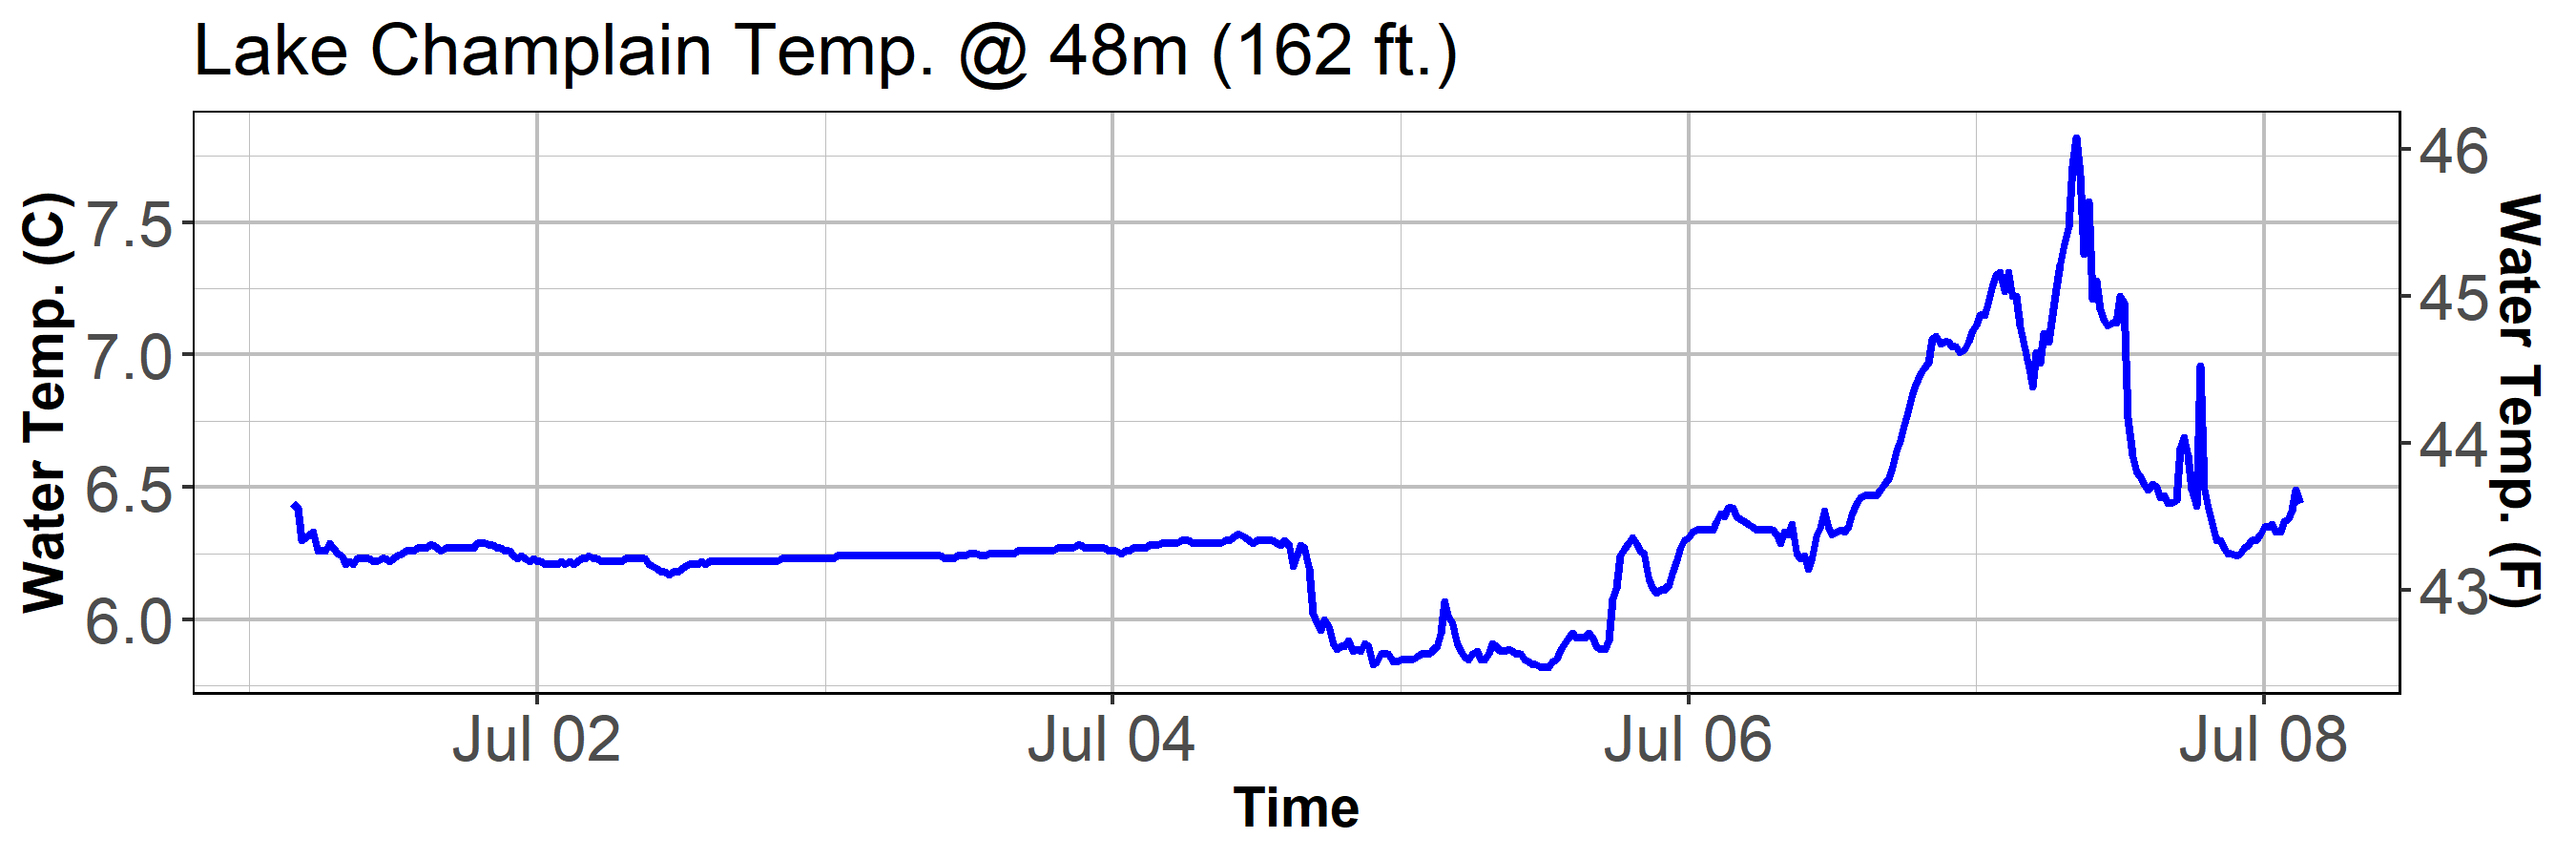 Lake Champlain Temp. @ 48m (162 ft.)
Water Temp. (C)
7.5
7.0
6.5
6.0
46
45
44
43
Water Temp. (F)
Jul 02 Jul 04 Jul 06 Jul 08
Time